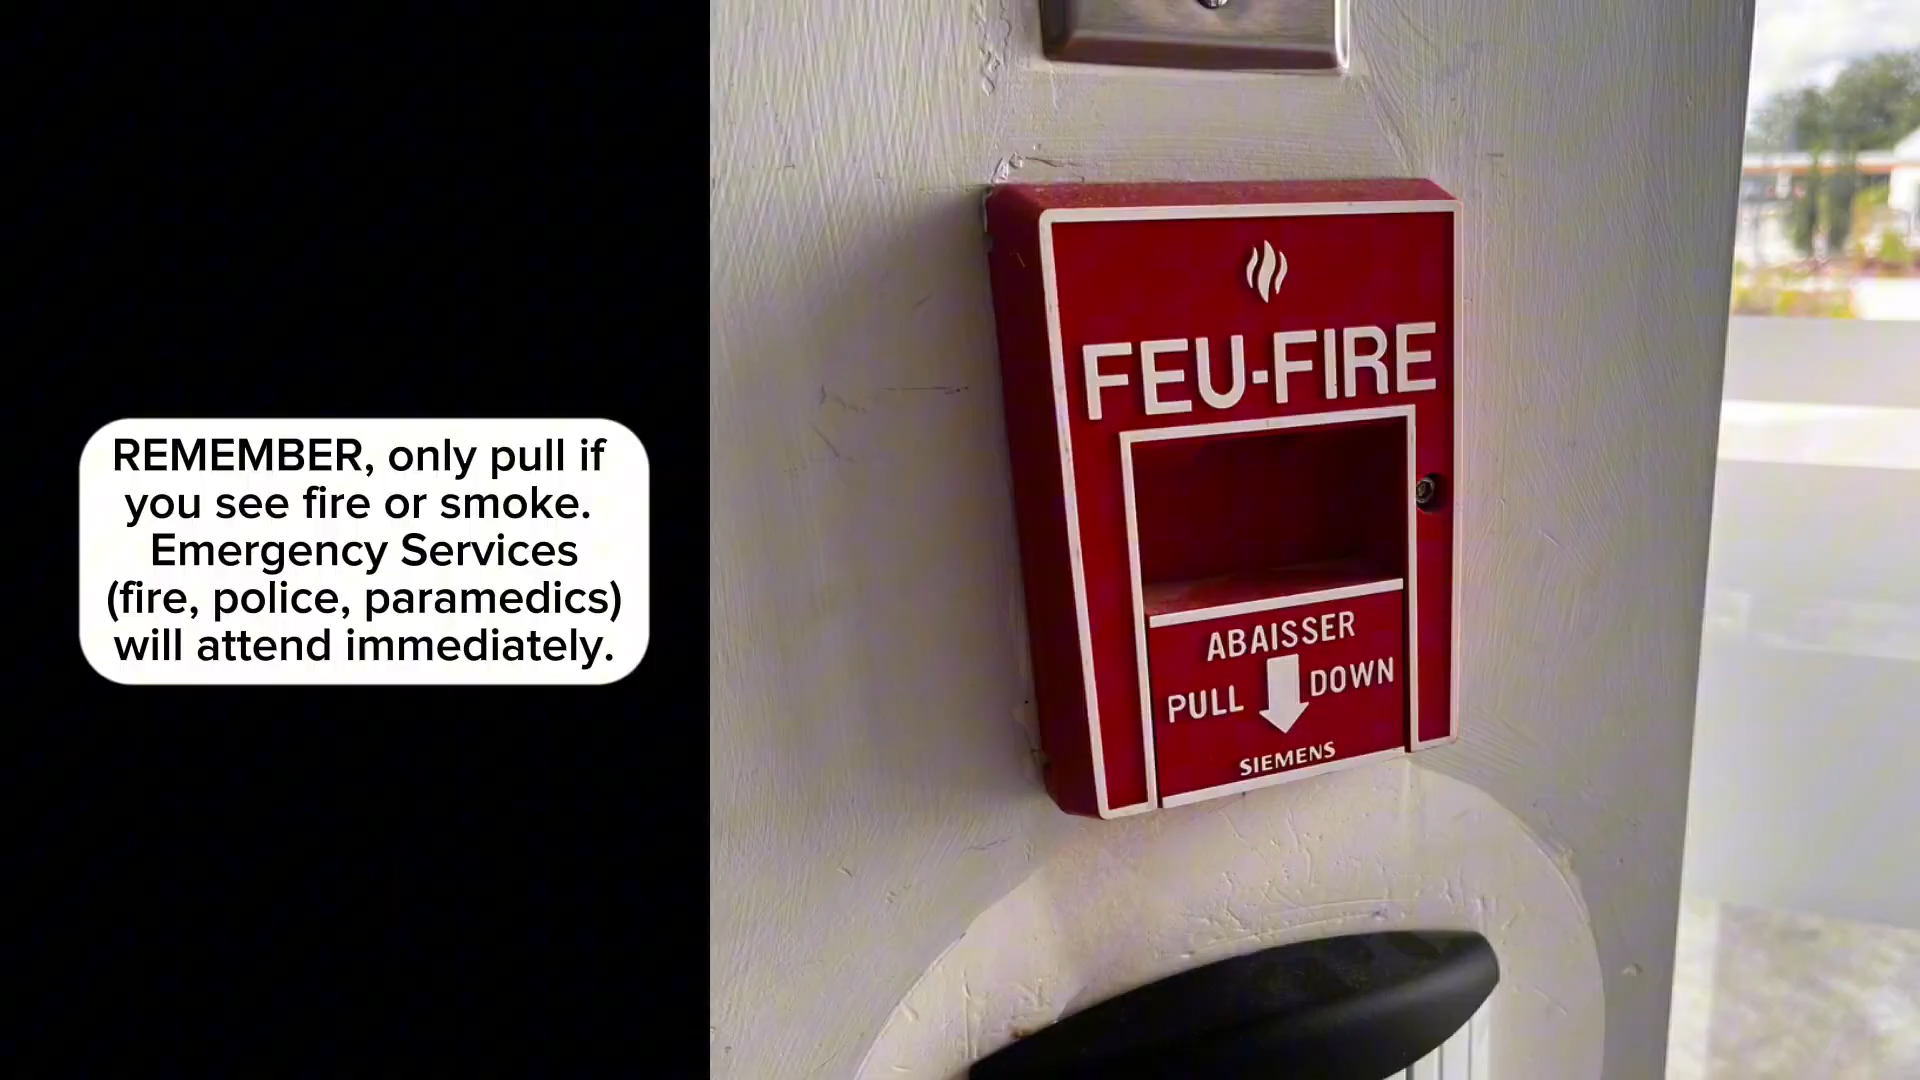 REMEMBER, only pull if
you see fire or smoke.
Emergency Services
(fire, police, paramedics)
will attend immediately.
FEU-FIRE
ABAISSER
PULL DOWN
SIEMENS